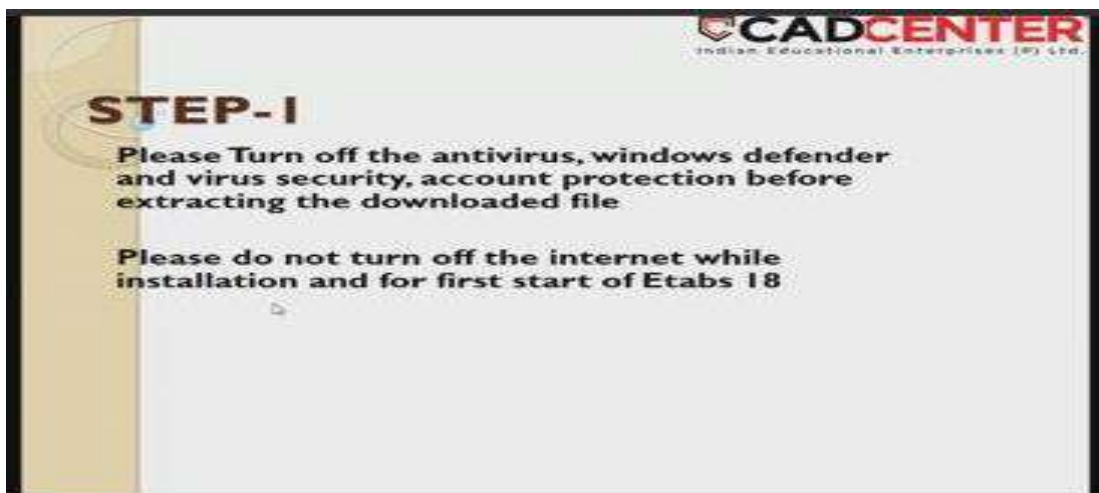 CADCENTER
Indian Educational Enterprises (P) Ltd.
STEP-1
Please Turn off the antivirus, windows defender
and virus security, account protection before
extracting the downloaded file
Please do not turn off the internet while
installation and for first start of Etabs 18